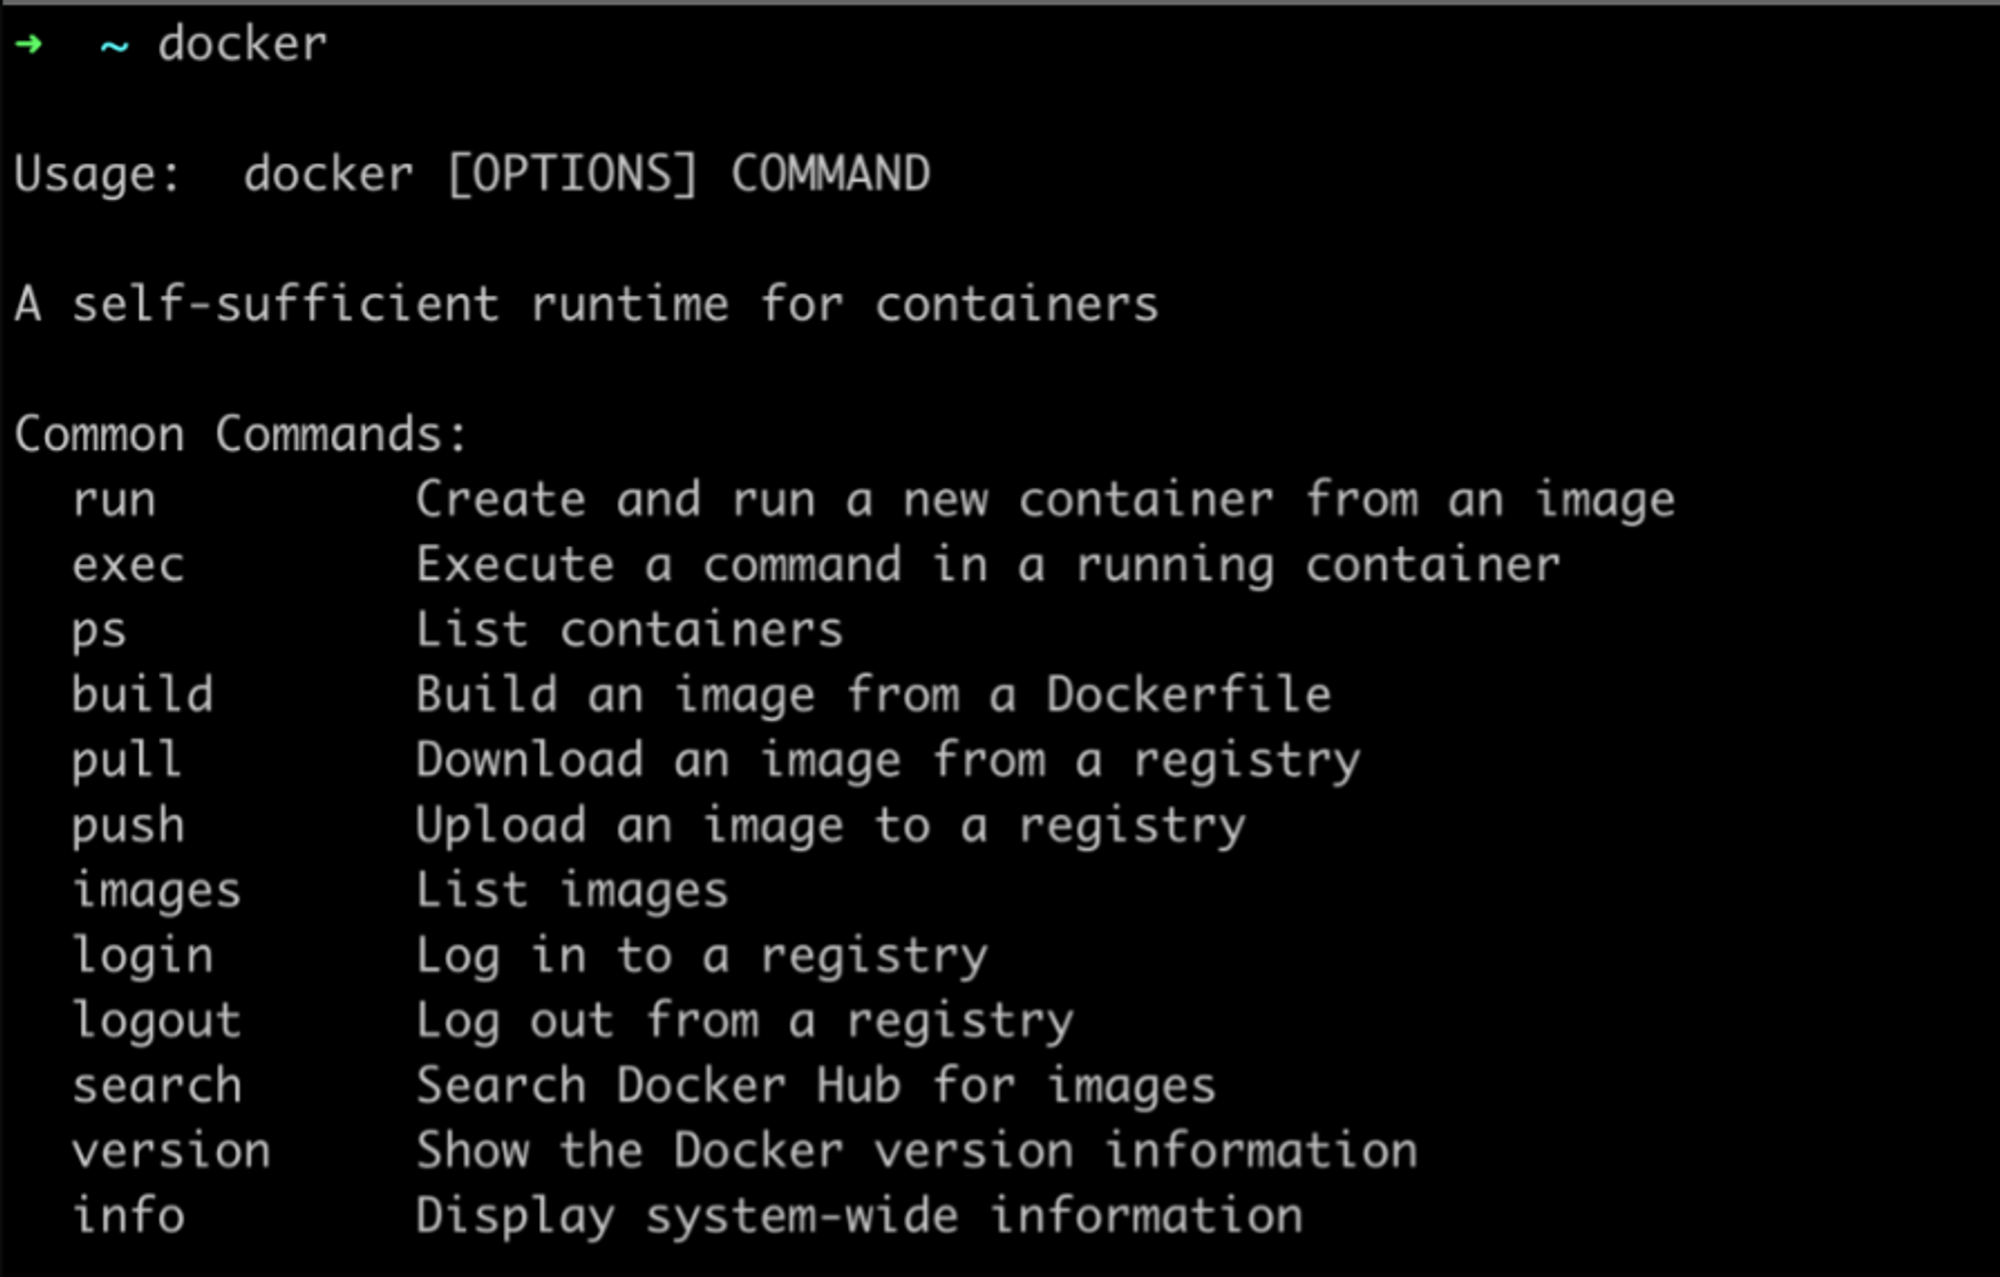 ➜  ~ docker
Usage:  docker [OPTIONS] COMMAND
A self-sufficient runtime for containers
Common Commands:
  run         Create and run a new container from an image
  exec        Execute a command in a running container
  ps          List containers
  build       Build an image from a Dockerfile
  pull        Download an image from a registry
  push        Upload an image to a registry
  images      List images
  login       Log in to a registry
  logout      Log out from a registry
  search      Search Docker Hub for images
  version     Show the Docker version information
  info        Display system-wide information